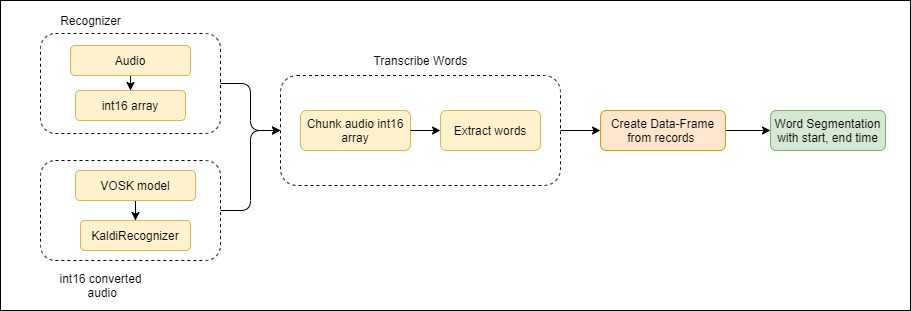 Recognizer
Audio
int16 array
VOSK model
KaldiRecognizer
int16 converted
audio
Transcribe Words
Chunk audio int16
array
Extract words
Create Data-Frame
from records
Word Segmentation
with start, end time